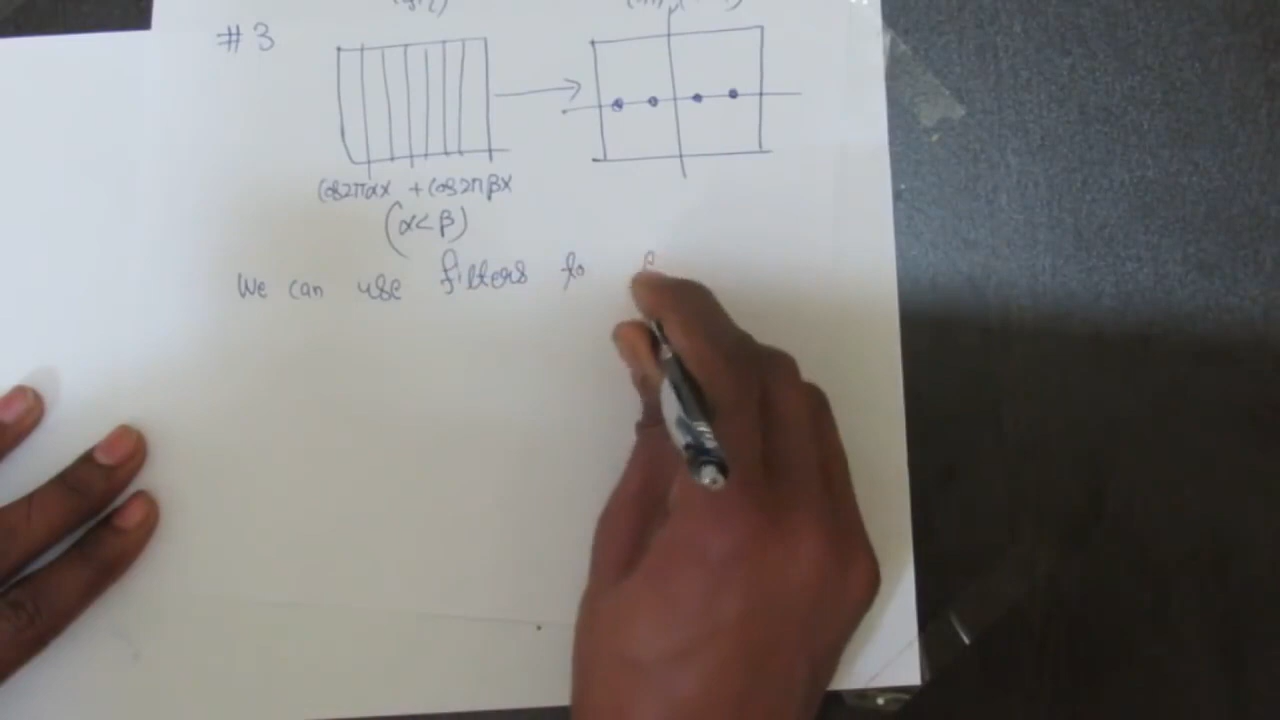 #3
Cos2παx + Cos2πβx
(α<β)
We can use filters to